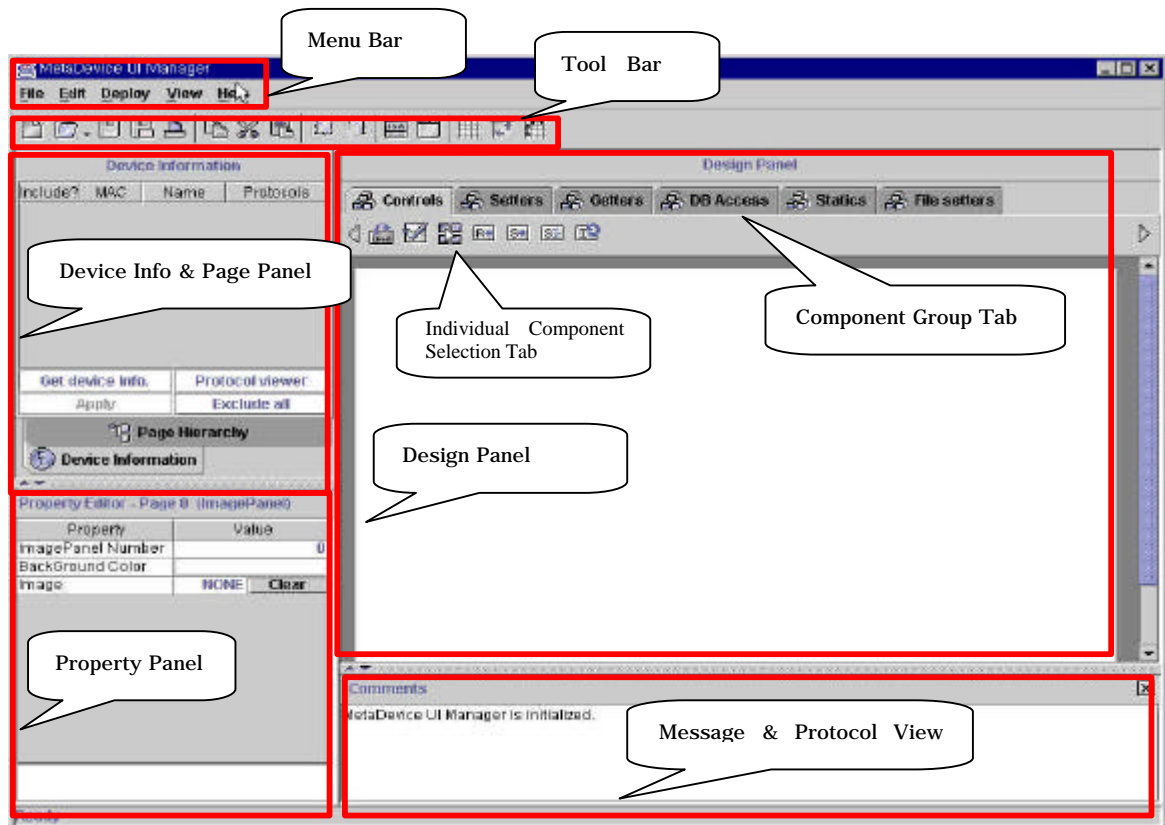 Menu Bar
Tool Bar
MetaDevice UI Manager
File Edit Deploy View Help
Device Information
Design Panel
Include? MAC Name Protocols
Controls Setters Getters DB Access Statics File setters
Device Info & Page Panel
Individual Component
Selection Tab
Component Group Tab
Get device info. Protocol viewer
Apply Exclude all
Page Hierarchy
Device Information
Design Panel
Property Editor - Page 0 (ImagePanel)
Property Value
ImagePanel Number 0
BackGround Color
Image NONE Clear
Property Panel
Comments
MetaDevice UI Manager is initialized.
Message & Protocol View
Ready